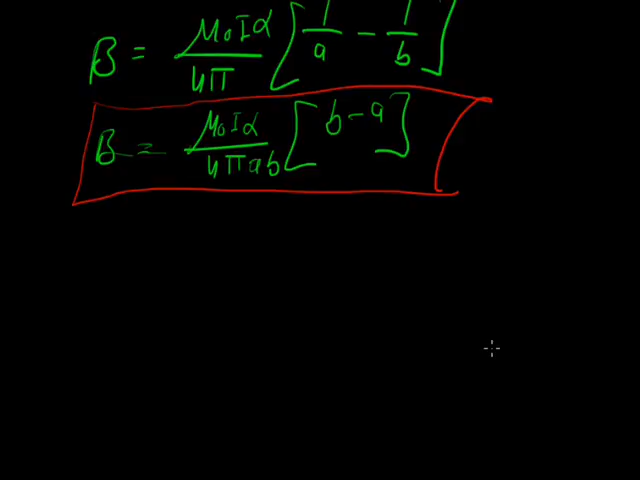 B = μ₀Iα/4π [1/a − 1/b]
B = μ₀Iα/4πab [b − a]